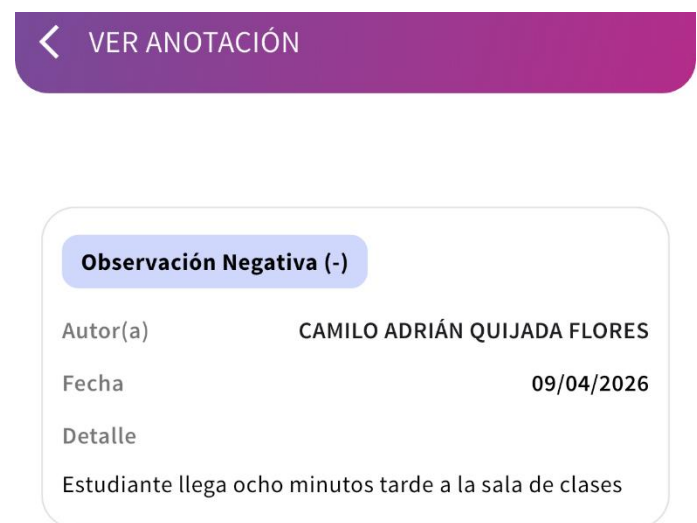 VER ANOTACIÓN
Observación Negativa (-)
Autor(a) CAMILO ADRIÁN QUIJADA FLORES
Fecha 09/04/2026
Detalle
Estudiante llega ocho minutos tarde a la sala de clases